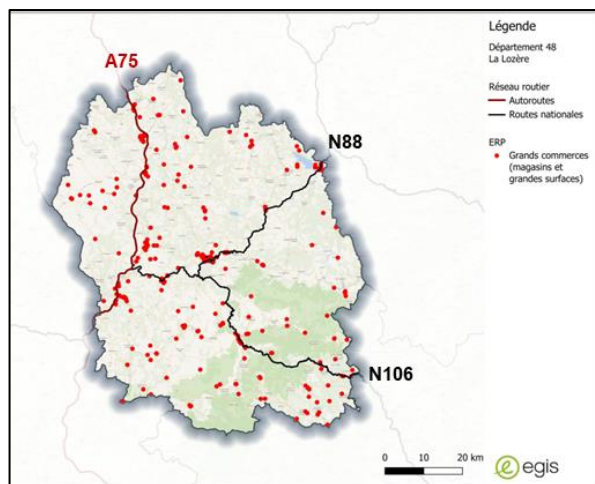 A75
N88
N106
Légende
Département 48
La Lozère
Réseau routier
Autoroutes
Routes nationales
ERP
Grands commerces
(magasins et
grandes surfaces)
0 10 20 km
egis